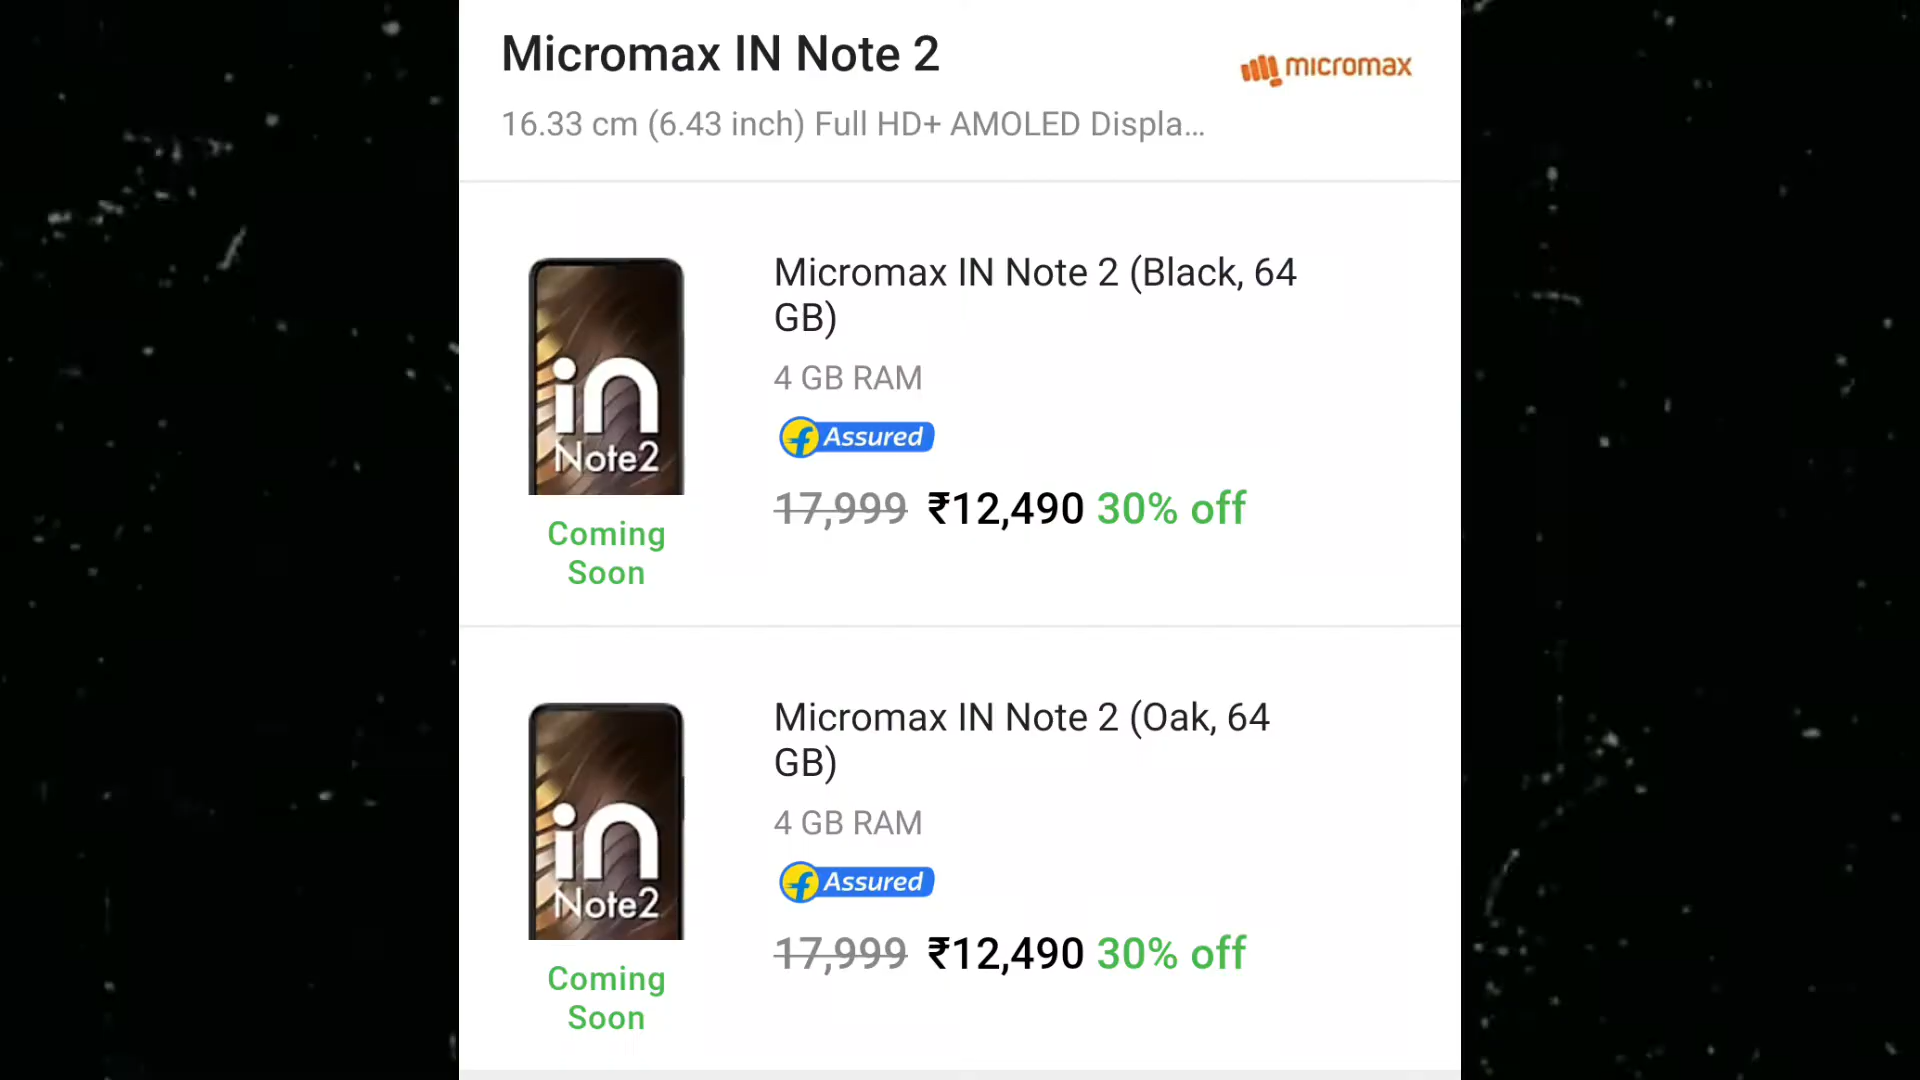 Micromax IN Note 2
micromax
16.33 cm (6.43 inch) Full HD+ AMOLED Displa...
in
Note2
Coming
Soon
Micromax IN Note 2 (Black, 64
GB)
4 GB RAM
Assured
17,999 ₹12,490 30% off
in
Note2
Coming
Soon
Micromax IN Note 2 (Oak, 64
GB)
4 GB RAM
Assured
17,999 ₹12,490 30% off